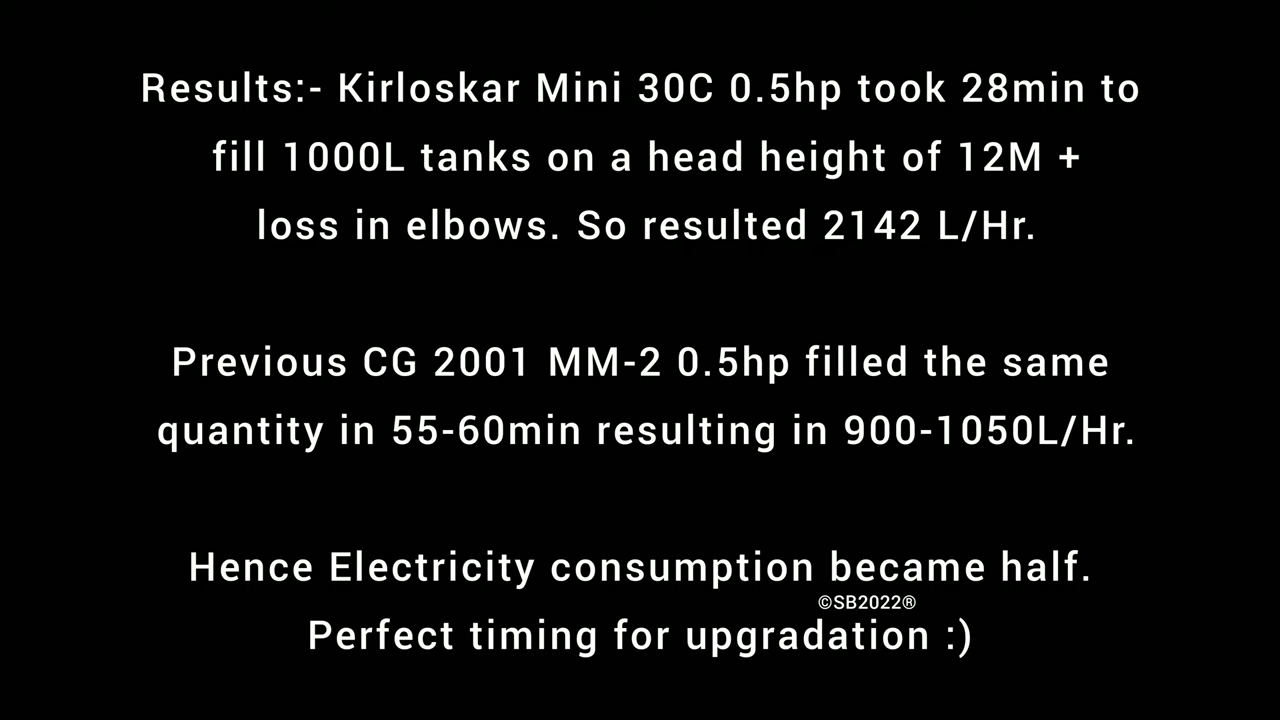 Results:- Kirloskar Mini 30C 0.5hp took 28min to
fill 1000L tanks on a head height of 12M +
loss in elbows. So resulted 2142 L/Hr.
Previous CG 2001 MM-2 0.5hp filled the same
quantity in 55-60min resulting in 900-1050L/Hr.
Hence Electricity consumption became half.
©SB2022®
Perfect timing for upgradation :)